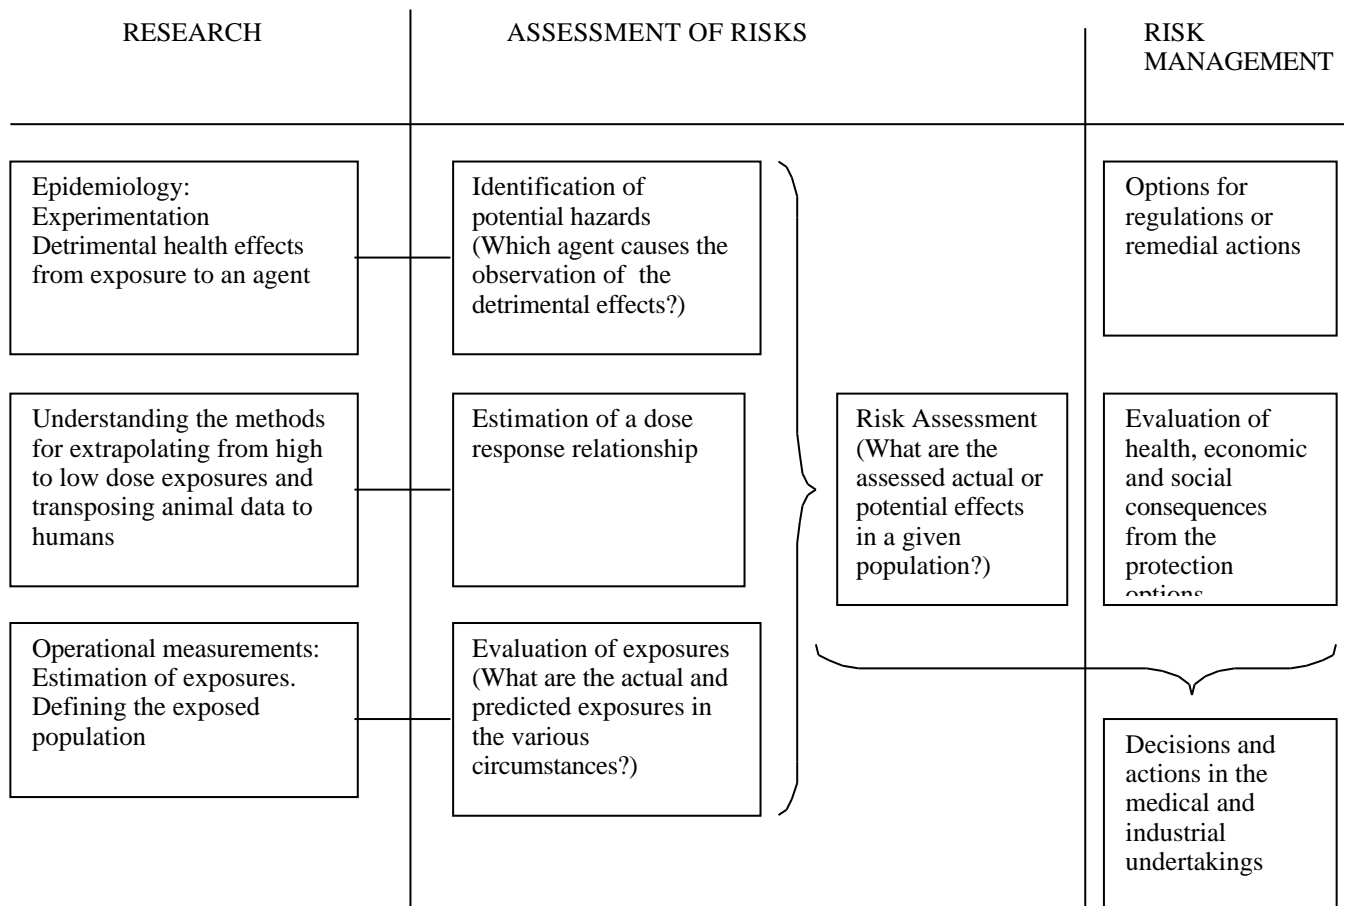 RESEARCH
ASSESSMENT OF RISKS
RISK
MANAGEMENT
Epidemiology:
Experimentation
Detrimental health effects
from exposure to an agent
Identification of
potential hazards
(Which agent causes the
observation of the
detrimental effects?)
Options for
regulations or
remedial actions
Understanding the methods
for extrapolating from high
to low dose exposures and
transposing animal data to
humans
Estimation of a dose
response relationship
Risk Assessment
(What are the
assessed actual or
potential effects
in a given
population?)
Evaluation of
health, economic
and social
consequences
from the
protection
options
Operational measurements:
Estimation of exposures.
Defining the exposed
population
Evaluation of exposures
(What are the actual and
predicted exposures in
the various
circumstances?)
Decisions and
actions in the
medical and
industrial
undertakings